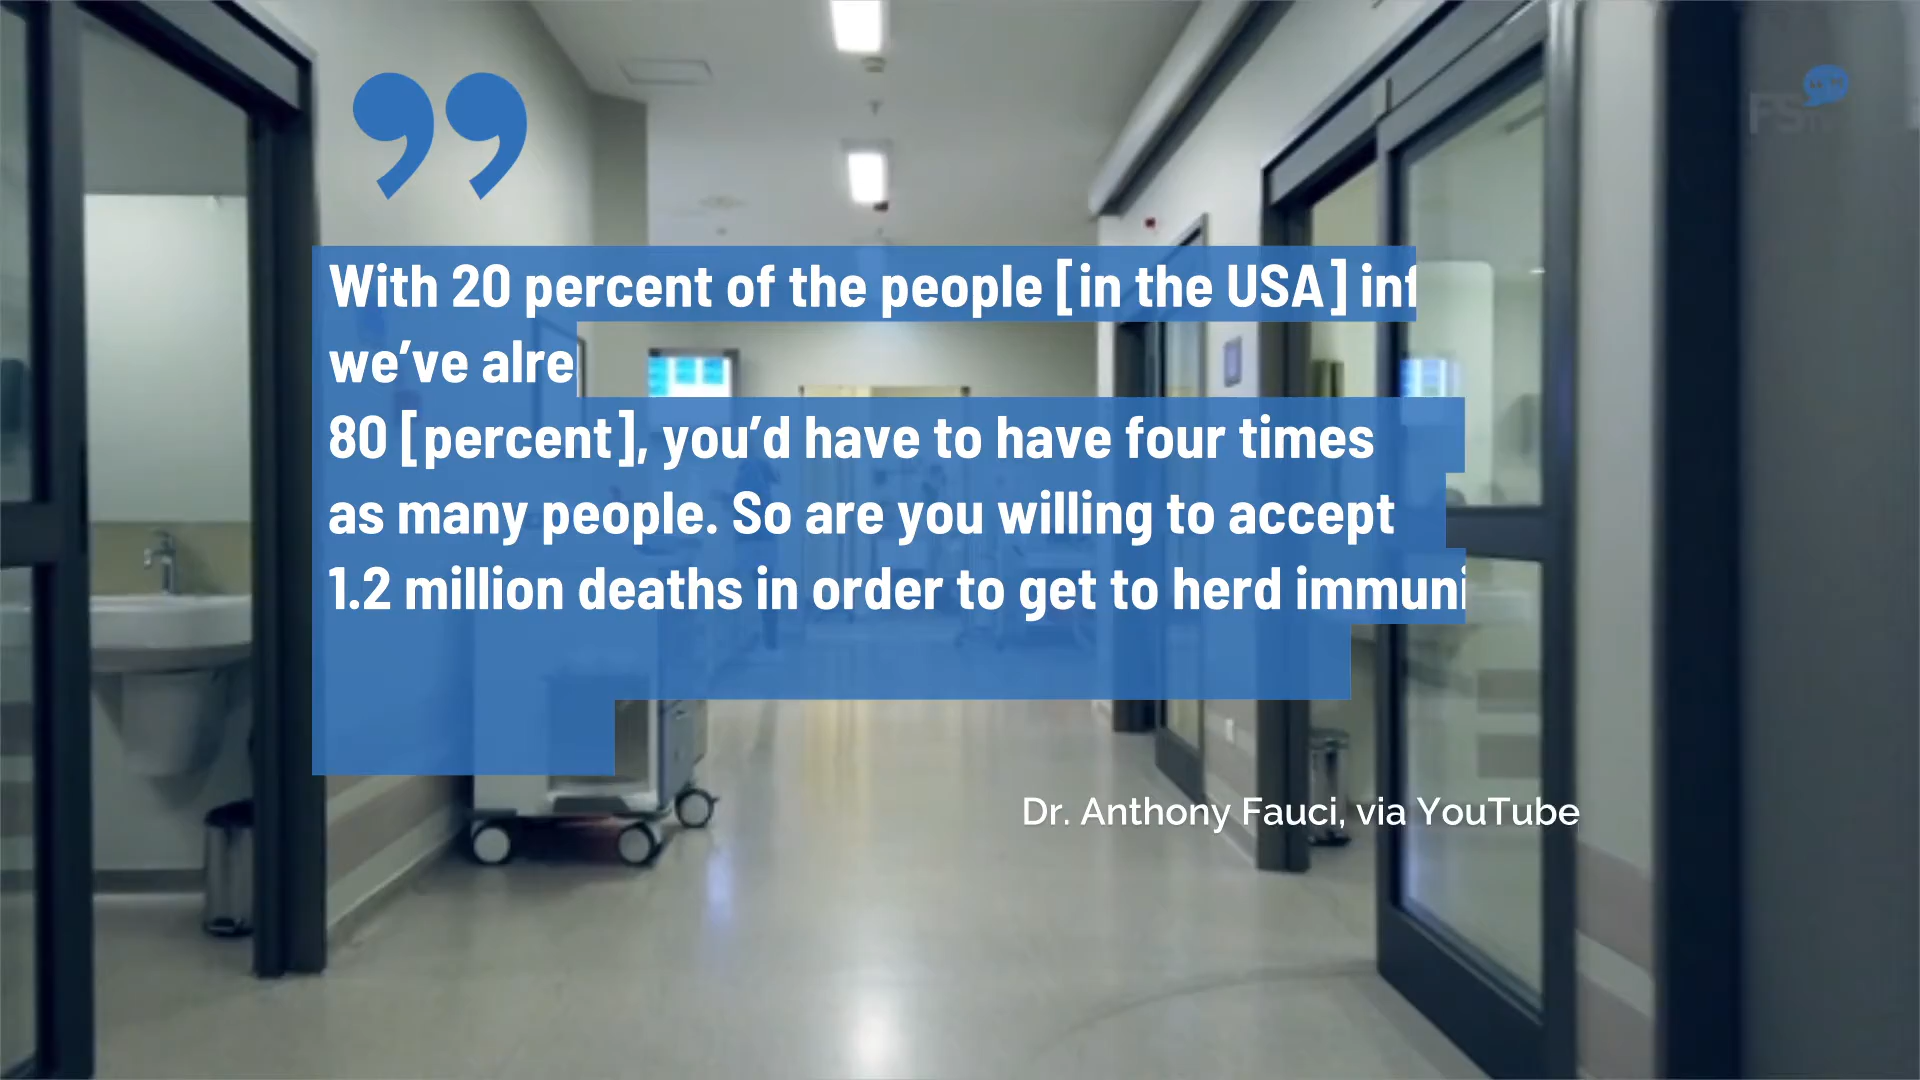 ”
With 20 percent of the people [in the USA] inf
we’ve alre
80 [percent], you’d have to have four times
as many people. So are you willing to accept
1.2 million deaths in order to get to herd immuni
Dr. Anthony Fauci, via YouTube